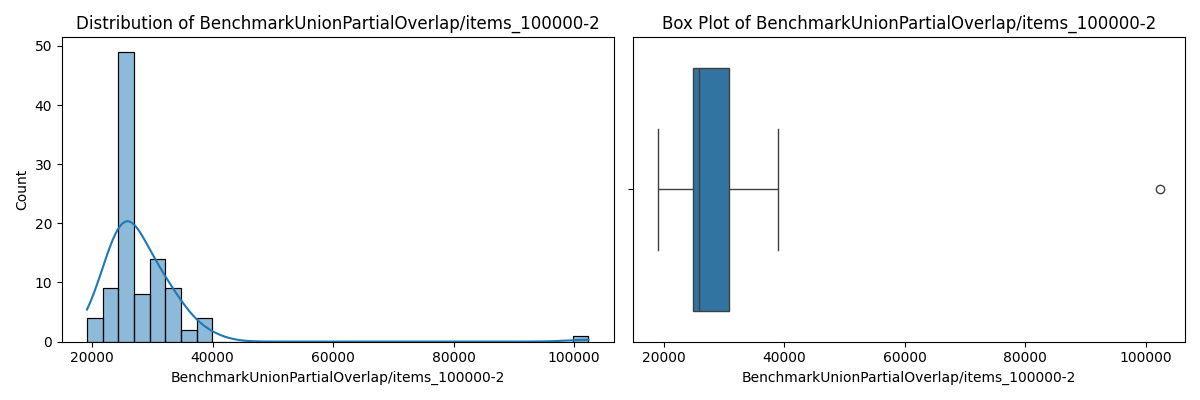 Distribution of BenchmarkUnionPartialOverlap/items_100000-2
Count
50
40
30
20
10
0
20000 40000 60000 80000 100000
BenchmarkUnionPartialOverlap/items_100000-2
Box Plot of BenchmarkUnionPartialOverlap/items_100000-2
20000 40000 60000 80000 100000
BenchmarkUnionPartialOverlap/items_100000-2